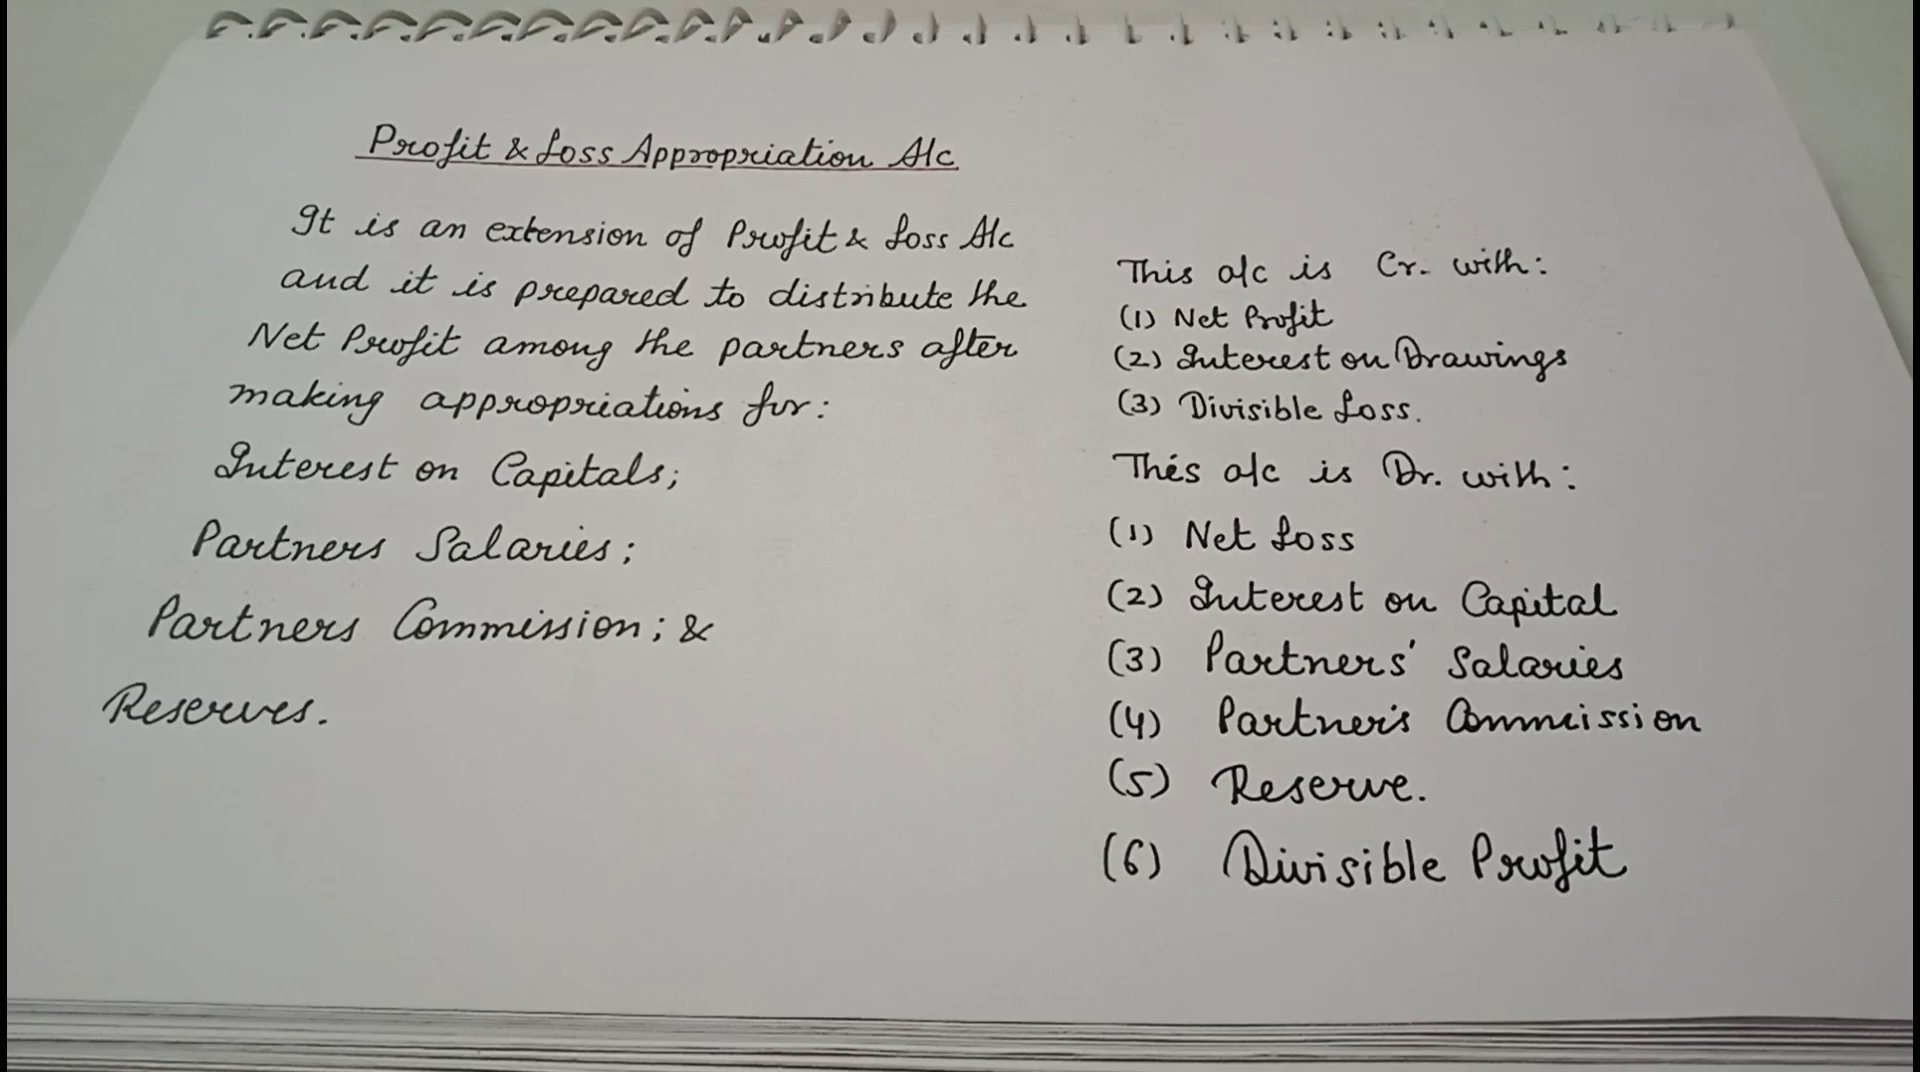 Profit & Loss Appropriation A/c
It is an extension of Profit & Loss A/c
and it is prepared to distribute the
Net Profit among the partners after
making appropriations for:
Interest on Capitals;
Partners Salaries;
Partners Commission; &
Reserves.
This a/c is Cr. with:
(1) Net Profit
(2) Interest on Drawings
(3) Divisible Loss.
This a/c is Dr. with:
(1) Net Loss
(2) Interest on Capital
(3) Partners' Salaries
(4) Partner's Commission
(5) Reserve.
(6) Divisible Profit